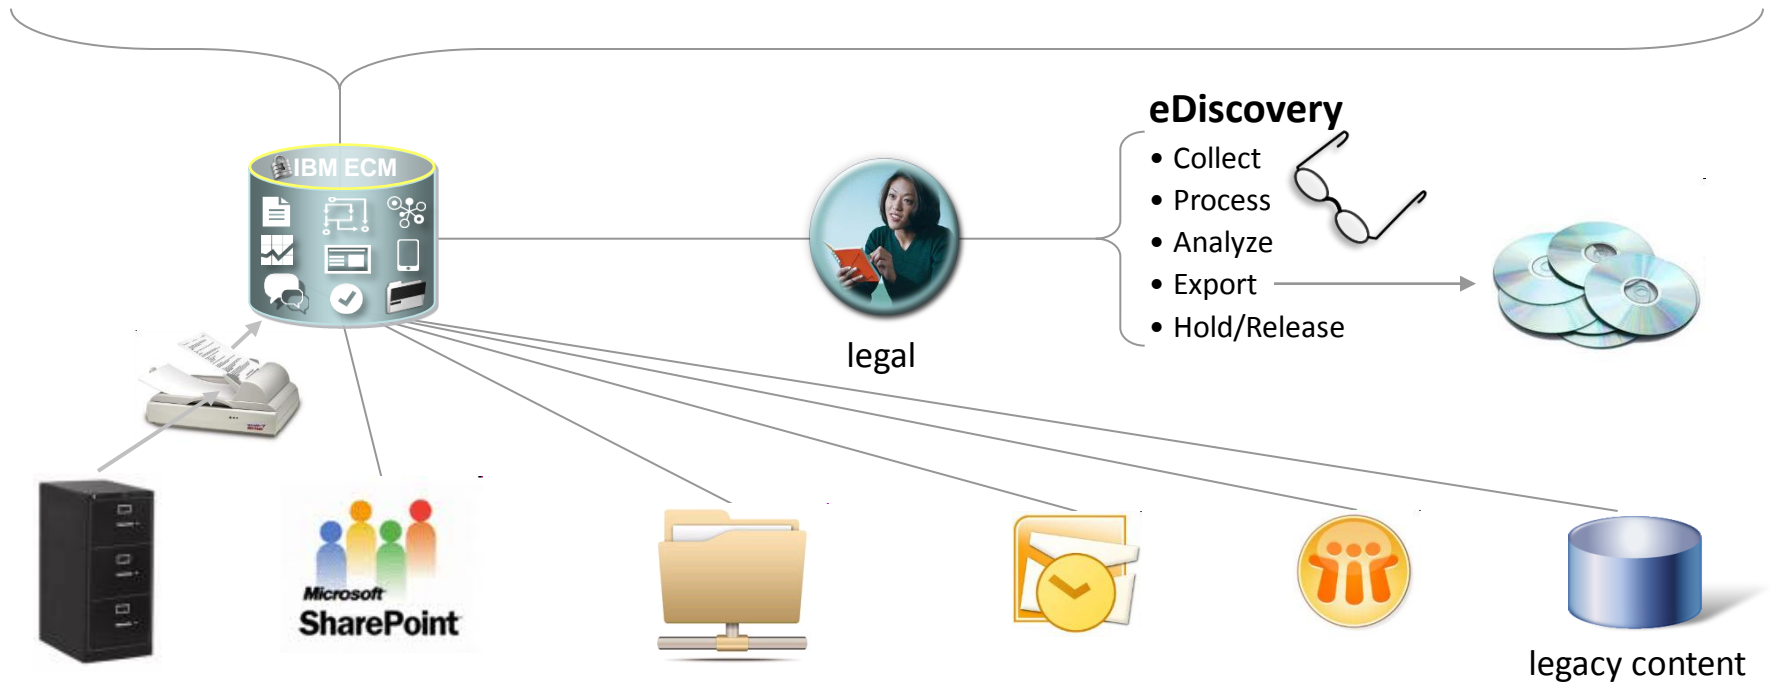 eDiscovery
IBM ECM
• Collect
• Process
• Analyze
• Export
• Hold/Release
legal
Microsoft
SharePoint
legacy content